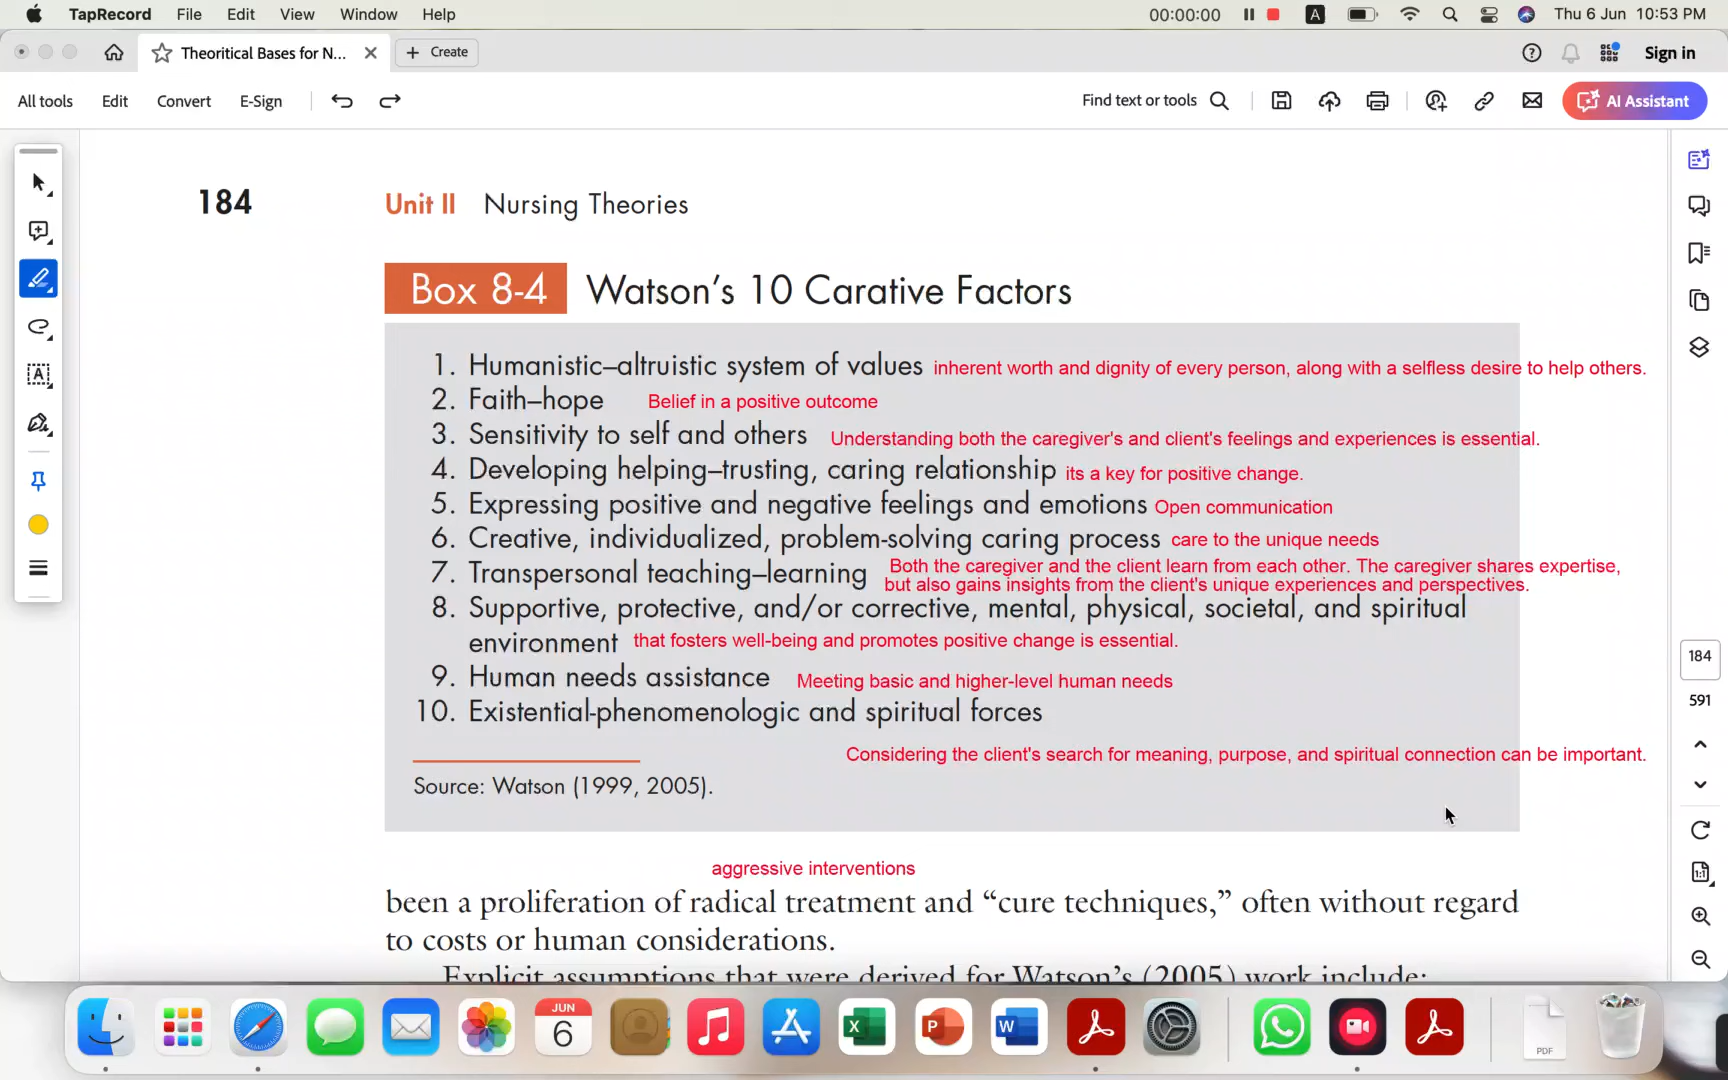 TapRecord File Edit View Window Help 00:00:00 A Thu 6 Jun 10:53 PM
Theoritical Bases for N... Create Sign in
All tools Edit Convert E-Sign Find text or tools AI Assistant
184 Unit II Nursing Theories
Box 8-4 Watson's 10 Carative Factors
1. Humanistic–altruistic system of values inherent worth and dignity of every person, along with a selfless desire to help others.
2. Faith–hope Belief in a positive outcome
3. Sensitivity to self and others Understanding both the caregiver's and client's feelings and experiences is essential.
4. Developing helping–trusting, caring relationship its a key for positive change.
5. Expressing positive and negative feelings and emotions Open communication
6. Creative, individualized, problem-solving caring process care to the unique needs
7. Transpersonal teaching–learning Both the caregiver and the client learn from each other. The caregiver shares expertise,
but also gains insights from the client's unique experiences and perspectives.
8. Supportive, protective, and/or corrective, mental, physical, societal, and spiritual
environment that fosters well-being and promotes positive change is essential.
9. Human needs assistance Meeting basic and higher-level human needs
10. Existential-phenomenologic and spiritual forces
Considering the client's search for meaning, purpose, and spiritual connection can be important.
Source: Watson (1999, 2005).
aggressive interventions
been a proliferation of radical treatment and “cure techniques,” often without regard
to costs or human considerations.
Explicit assumptions that were derived for Watson's (2005) work include:
184
591
1:1
JUN
6
X
P
W
PDF